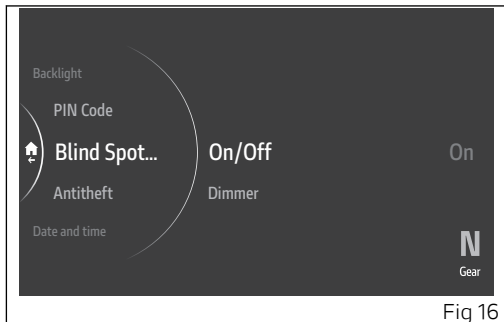 Backlight
PIN Code
Blind Spot... On/Off On
Antitheft Dimmer
Date and time
N
Gear
Fig 16